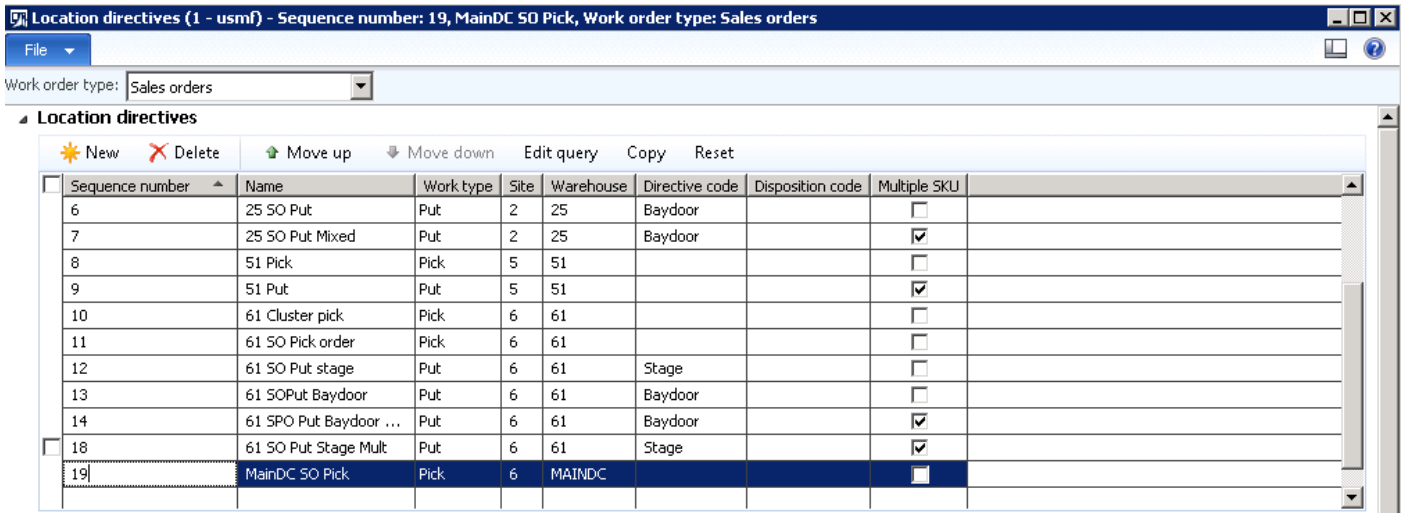 Location directives (1 - usmf) - Sequence number: 19, MainDC SO Pick, Work order type: Sales orders
File
Work order type: Sales orders
Location directives
New Delete Move up Move down Edit query Copy Reset
Sequence number Name Work type Site Warehouse Directive code Disposition code Multiple SKU
6 25 SO Put Put 2 25 Baydoor
7 25 SO Put Mixed Put 2 25 Baydoor
8 51 Pick Pick 5 51
9 51 Put Put 5 51
10 61 Cluster pick Pick 6 61
11 61 SO Pick order Pick 6 61
12 61 SO Put stage Put 6 61 Stage
13 61 SOPut Baydoor Put 6 61 Baydoor
14 61 SPO Put Baydoor ... Put 6 61 Baydoor
18 61 SO Put Stage Mult Put 6 61 Stage
19 MainDC SO Pick Pick 6 MAINDC